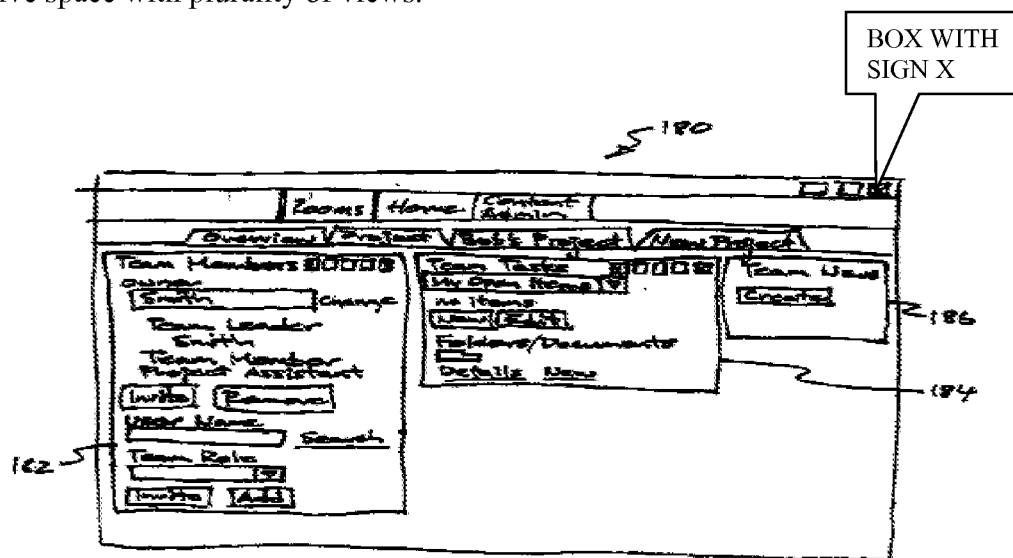 ive space with plurality of views.
BOX WITH
SIGN X
180
Rooms Home Content
Admin
Overview Project Bob's Project New Project
Team Members
Owner
Smith Change
Team Leader
Smith
Team Member
Project Assistant
Invite Remove
User Name
Search
Team Role
Invite Add
182
Team Tasks
My Open Items
no items
New Edit
Folders/Documents
Details New
184
Team News
Create
186